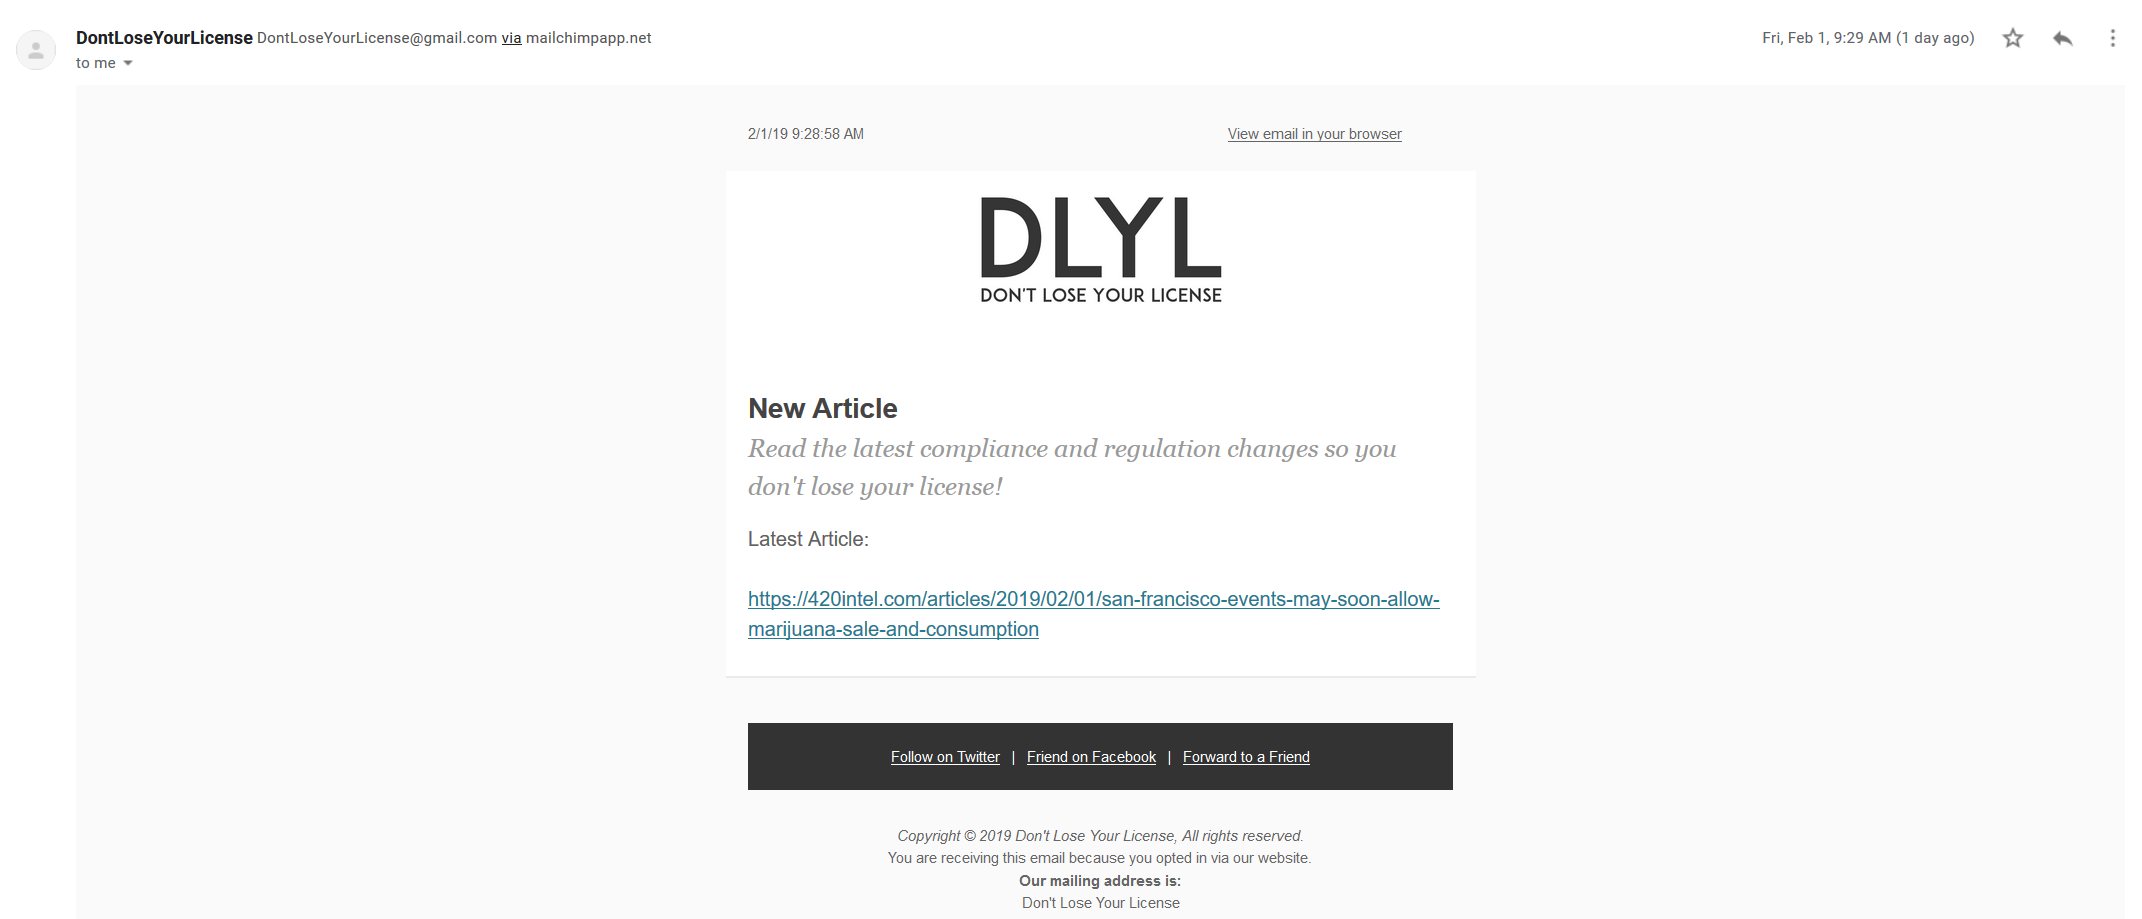 DontLoseYourLicense DontLoseYourLicense@gmail.com via mailchimpapp.net
Fri, Feb 1, 9:29 AM (1 day ago)
to me
2/1/19 9:28:58 AM
View email in your browser
DLYL
DON'T LOSE YOUR LICENSE
New Article
Read the latest compliance and regulation changes so you
don't lose your license!
Latest Article:
https://420intel.com/articles/2019/02/01/san-francisco-events-may-soon-allow-
marijuana-sale-and-consumption
Follow on Twitter | Friend on Facebook | Forward to a Friend
Copyright © 2019 Don't Lose Your License, All rights reserved.
You are receiving this email because you opted in via our website.
Our mailing address is:
Don't Lose Your License